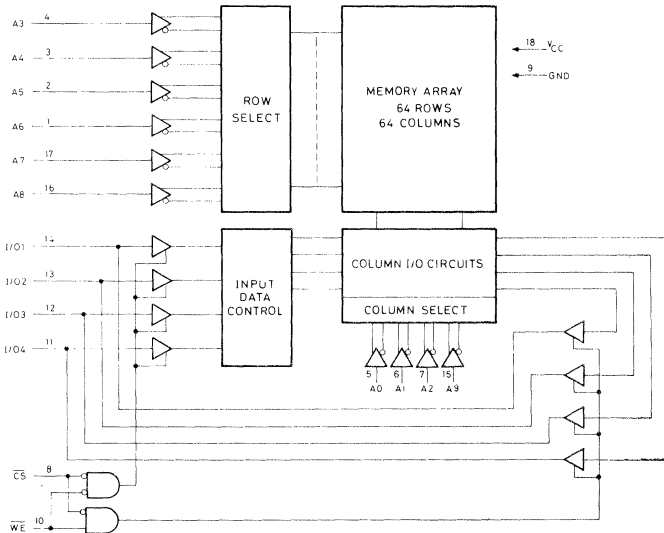 A3 4
A4 3
A5 2
A6 1
A7 17
A8 16
ROW
SELECT
MEMORY ARRAY
64 ROWS
64 COLUMNS
18 VCC
9 GND
I/O1 14
I/O2 13
I/O3 12
I/O4 11
INPUT
DATA
CONTROL
COLUMN I/O CIRCUITS
COLUMN SELECT
5 6 7 15
A0 A1 A2 A9
C̅S̅ 8
W̅E̅ 10